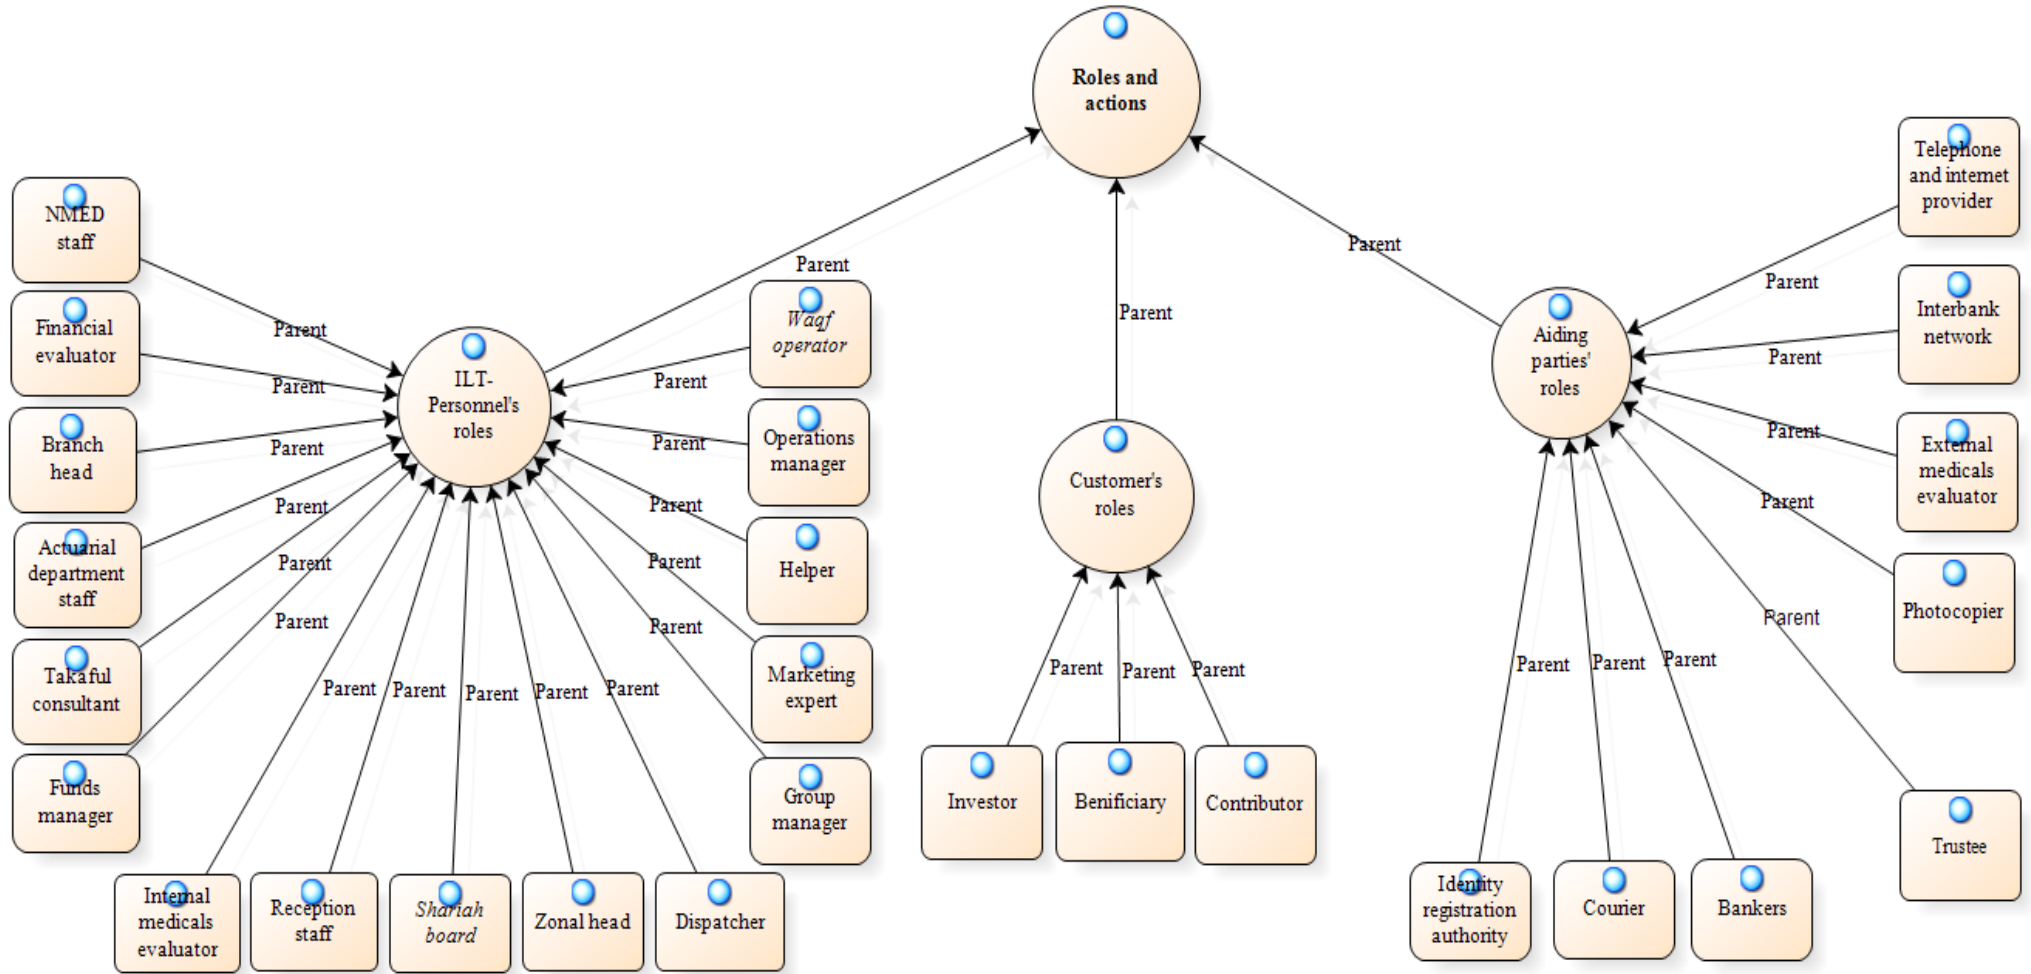 Roles and
actions
Parent
Parent
Parent
ILT-
Personnel's
roles
NMED
staff
Parent
Financial
evaluator
Parent
Branch
head
Parent
Actuarial
department
staff
Parent
Takaful
consultant
Parent
Funds
manager
Parent
Internal
medicals
evaluator
Parent
Reception
staff
Parent
Shariah
board
Parent
Zonal head
Parent
Dispatcher
Parent
Waqf
operator
Parent
Operations
manager
Parent
Helper
Parent
Marketing
expert
Parent
Group
manager
Parent
Customer's
roles
Parent
Parent
Parent
Investor
Benificiary
Contributor
Aiding
parties'
roles
Telephone
and internet
provider
Parent
Interbank
network
Parent
External
medicals
evaluator
Parent
Photocopier
Parent
Trustee
Parent
Identity
registration
authority
Parent
Courier
Parent
Bankers
Parent